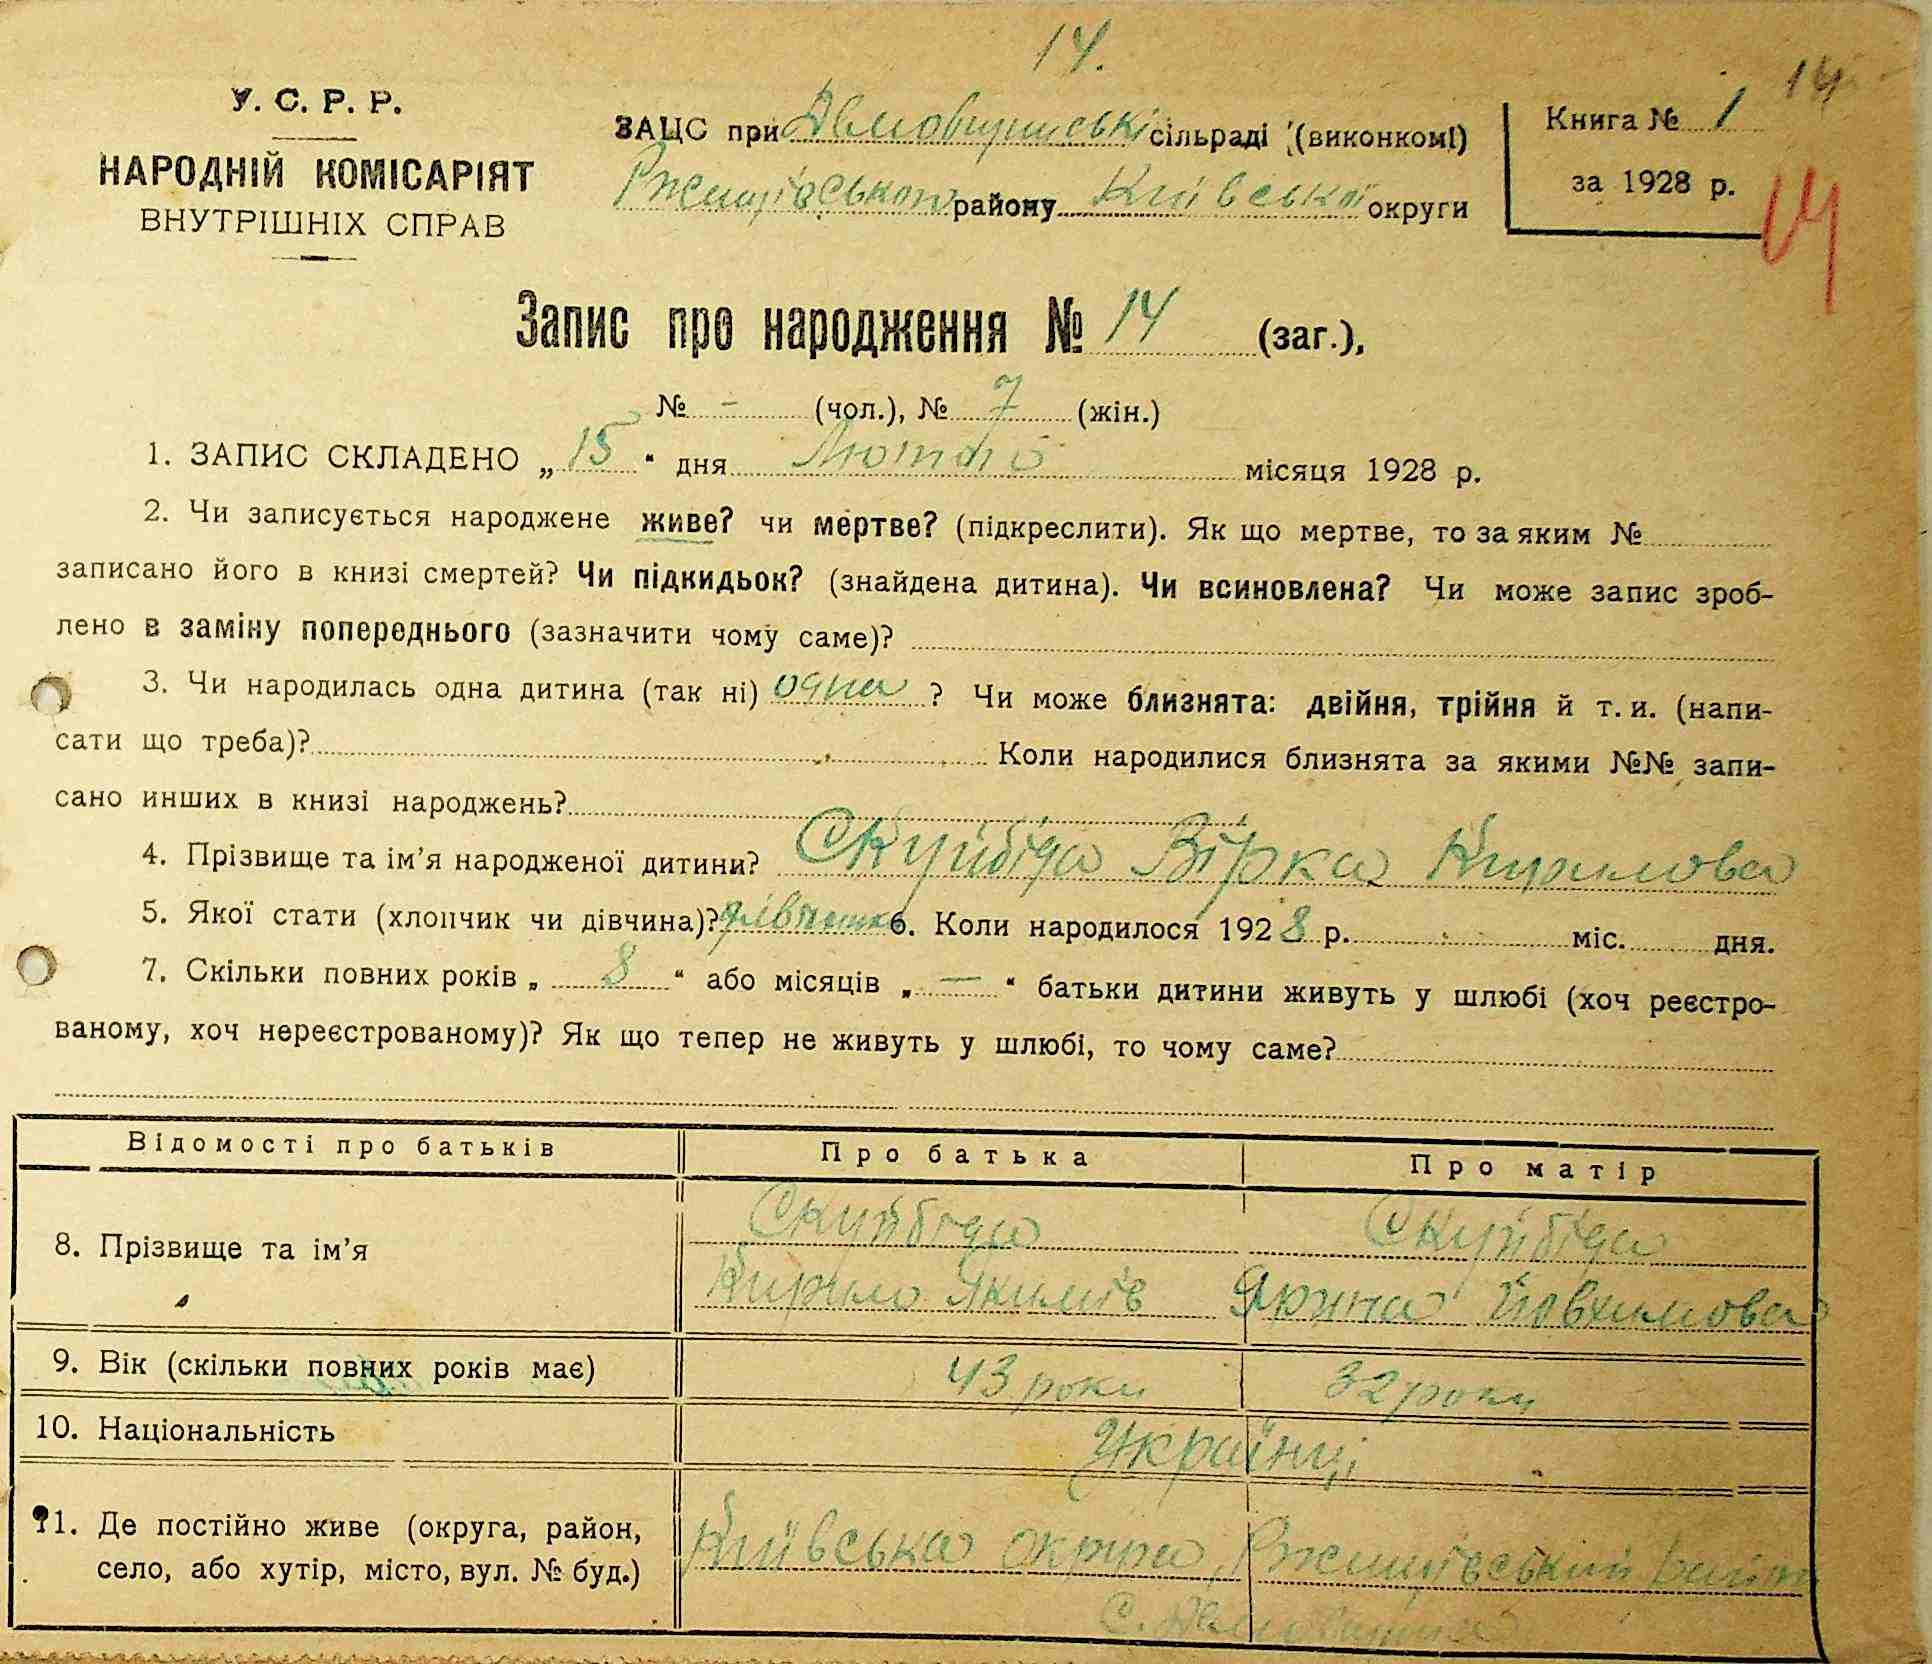 14.
14
У. С. Р. Р.
НАРОДНІЙ КОМІСАРІЯТ
ВНУТРІШНІХ СПРАВ
ЗАЦС при сільраді (виконкомі)
Ржищівського району Київської округи
Книга № 1
за 1928 р.
14
Запис про народження № 14 (заг.),
№ - (чол.), № 7 (жін.)
1. ЗАПИС СКЛАДЕНО „ 15 “ дня Лютого місяця 1928 р.
2. Чи записується народжене живе? чи мертве? (підкреслити). Як що мертве, то за яким №
записано його в книзі смертей? Чи підкидьок? (знайдена дитина). Чи всиновлена? Чи може запис зроб-
лено в заміну попереднього (зазначити чому саме)?
3. Чи народилась одна дитина (так ні) одна ? Чи може близнята: двійня, трійня й т. и. (напи-
сати що треба)? Коли народилися близнята за якими №№ запи-
сано инших в книзі народжень?
4. Прізвище та ім’я народженої дитини? Скуйбіда Вірка Кирилова
5. Якої стати (хлопчик чи дівчина)? дівчинка 6. Коли народилося 1928 р. міс. дня.
7. Скільки повних років „ 8 “ або місяців „ — “ батьки дитини живуть у шлюбі (хоч реєстро-
ваному, хоч нереєстрованому)? Як що тепер не живуть у шлюбі, то чому саме?
Відомості про батьків Про батька Про матір
8. Прізвище та ім’я
Скуйбіда Скуйбіда
Кирило Якимів Ярина Йовхимова
9. Вік (скільки повних років має) 43 роки 32 роки
10. Національність Українці
11. Де постійно живе (округа, район,
село, або хутір, місто, вул. № буд.)
Київська округа, Ржищівський район
с.